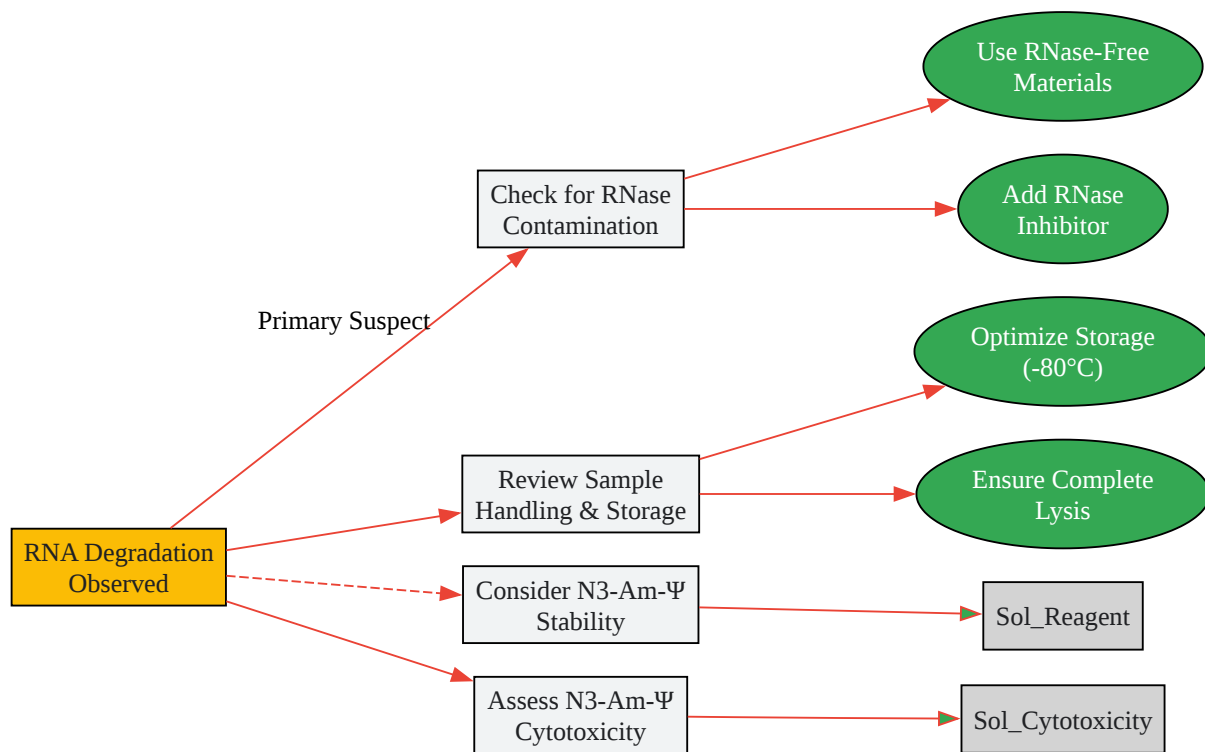 Use RNase-Free
Materials
Check for RNase
Contamination
Add RNase
Inhibitor
Primary Suspect
Optimize Storage
(-80°C)
Review Sample
Handling & Storage
Ensure Complete
Lysis
RNA Degradation
Observed
Consider N3-Am-Ψ
Stability
Sol_Reagent
Assess N3-Am-Ψ
Cytotoxicity
Sol_Cytotoxicity